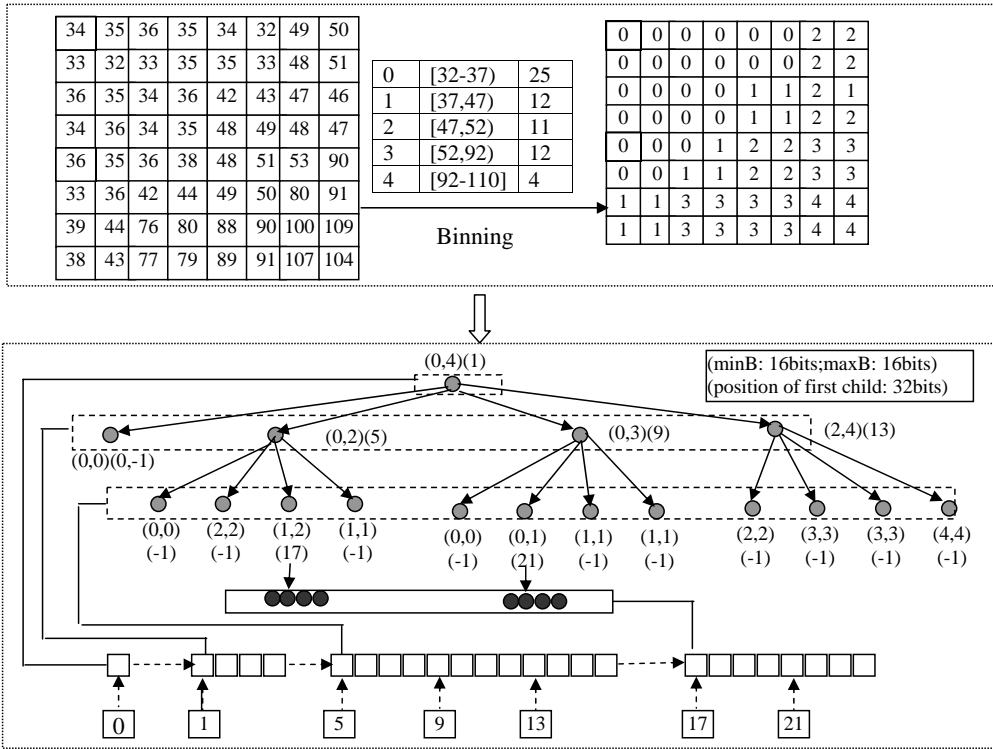 34 35 36 35 34 32 49 50
33 32 33 35 35 33 48 51
36 35 34 36 42 43 47 46
34 36 34 35 48 49 48 47
36 35 36 38 48 51 53 90
33 36 42 44 49 50 80 91
39 44 76 80 88 90 100 109
38 43 77 79 89 91 107 104
0 [32-37) 25
1 [37,47) 12
2 [47,52) 11
3 [52,92) 12
4 [92-110] 4
Binning
0 0 0 0 0 0 2 2
0 0 0 0 0 0 2 2
0 0 0 0 1 1 2 1
0 0 0 0 1 1 2 2
0 0 0 1 2 2 3 3
0 0 1 1 2 2 3 3
1 1 3 3 3 3 4 4
1 1 3 3 3 3 4 4
(0,4)(1)
(minB: 16bits;maxB: 16bits)
(position of first child: 32bits)
(0,0)(0,-1)
(0,2)(5)
(0,3)(9)
(2,4)(13)
(0,0) (2,2) (1,2) (1,1) (0,0) (0,1) (1,1) (1,1) (2,2) (3,3) (3,3) (4,4)
(-1) (-1) (17) (-1) (-1) (21) (-1) (-1) (-1) (-1) (-1) (-1)
0 1 5 9 13 17 21